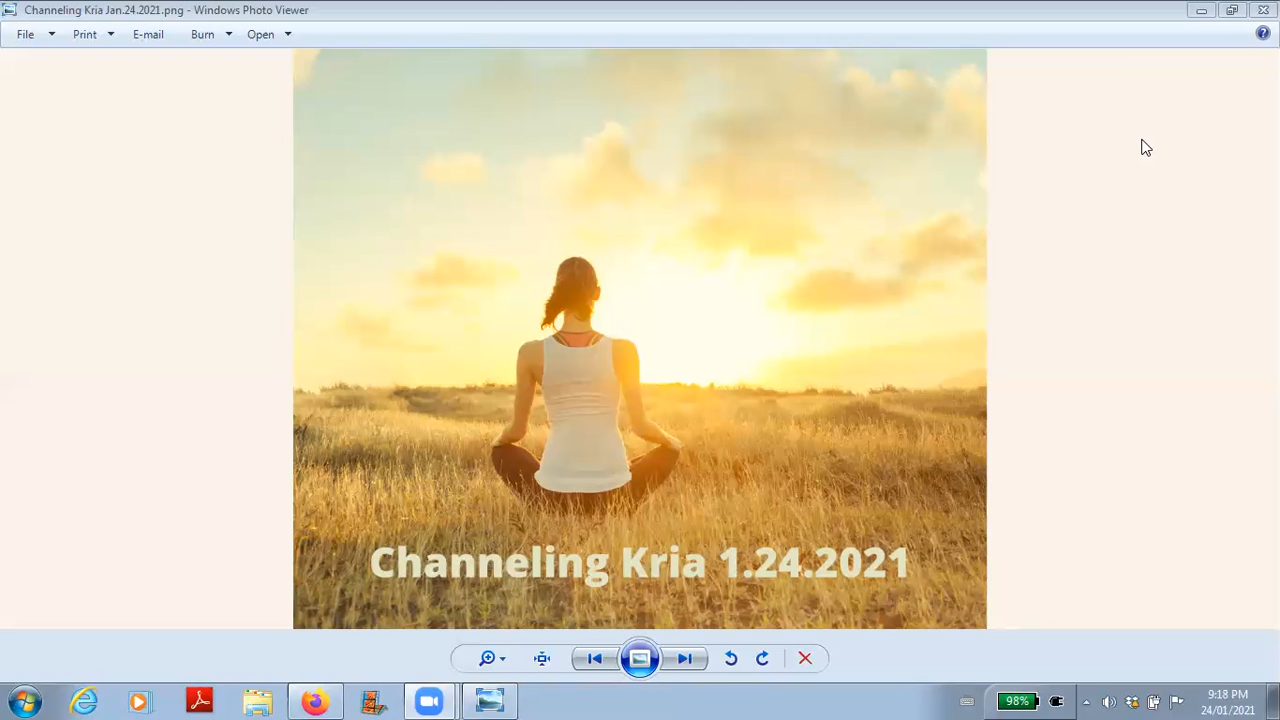 Channeling Kria Jan.24.2021.png - Windows Photo Viewer
File Print E-mail Burn Open
Channeling Kria 1.24.2021
98%
9:18 PM
24/01/2021